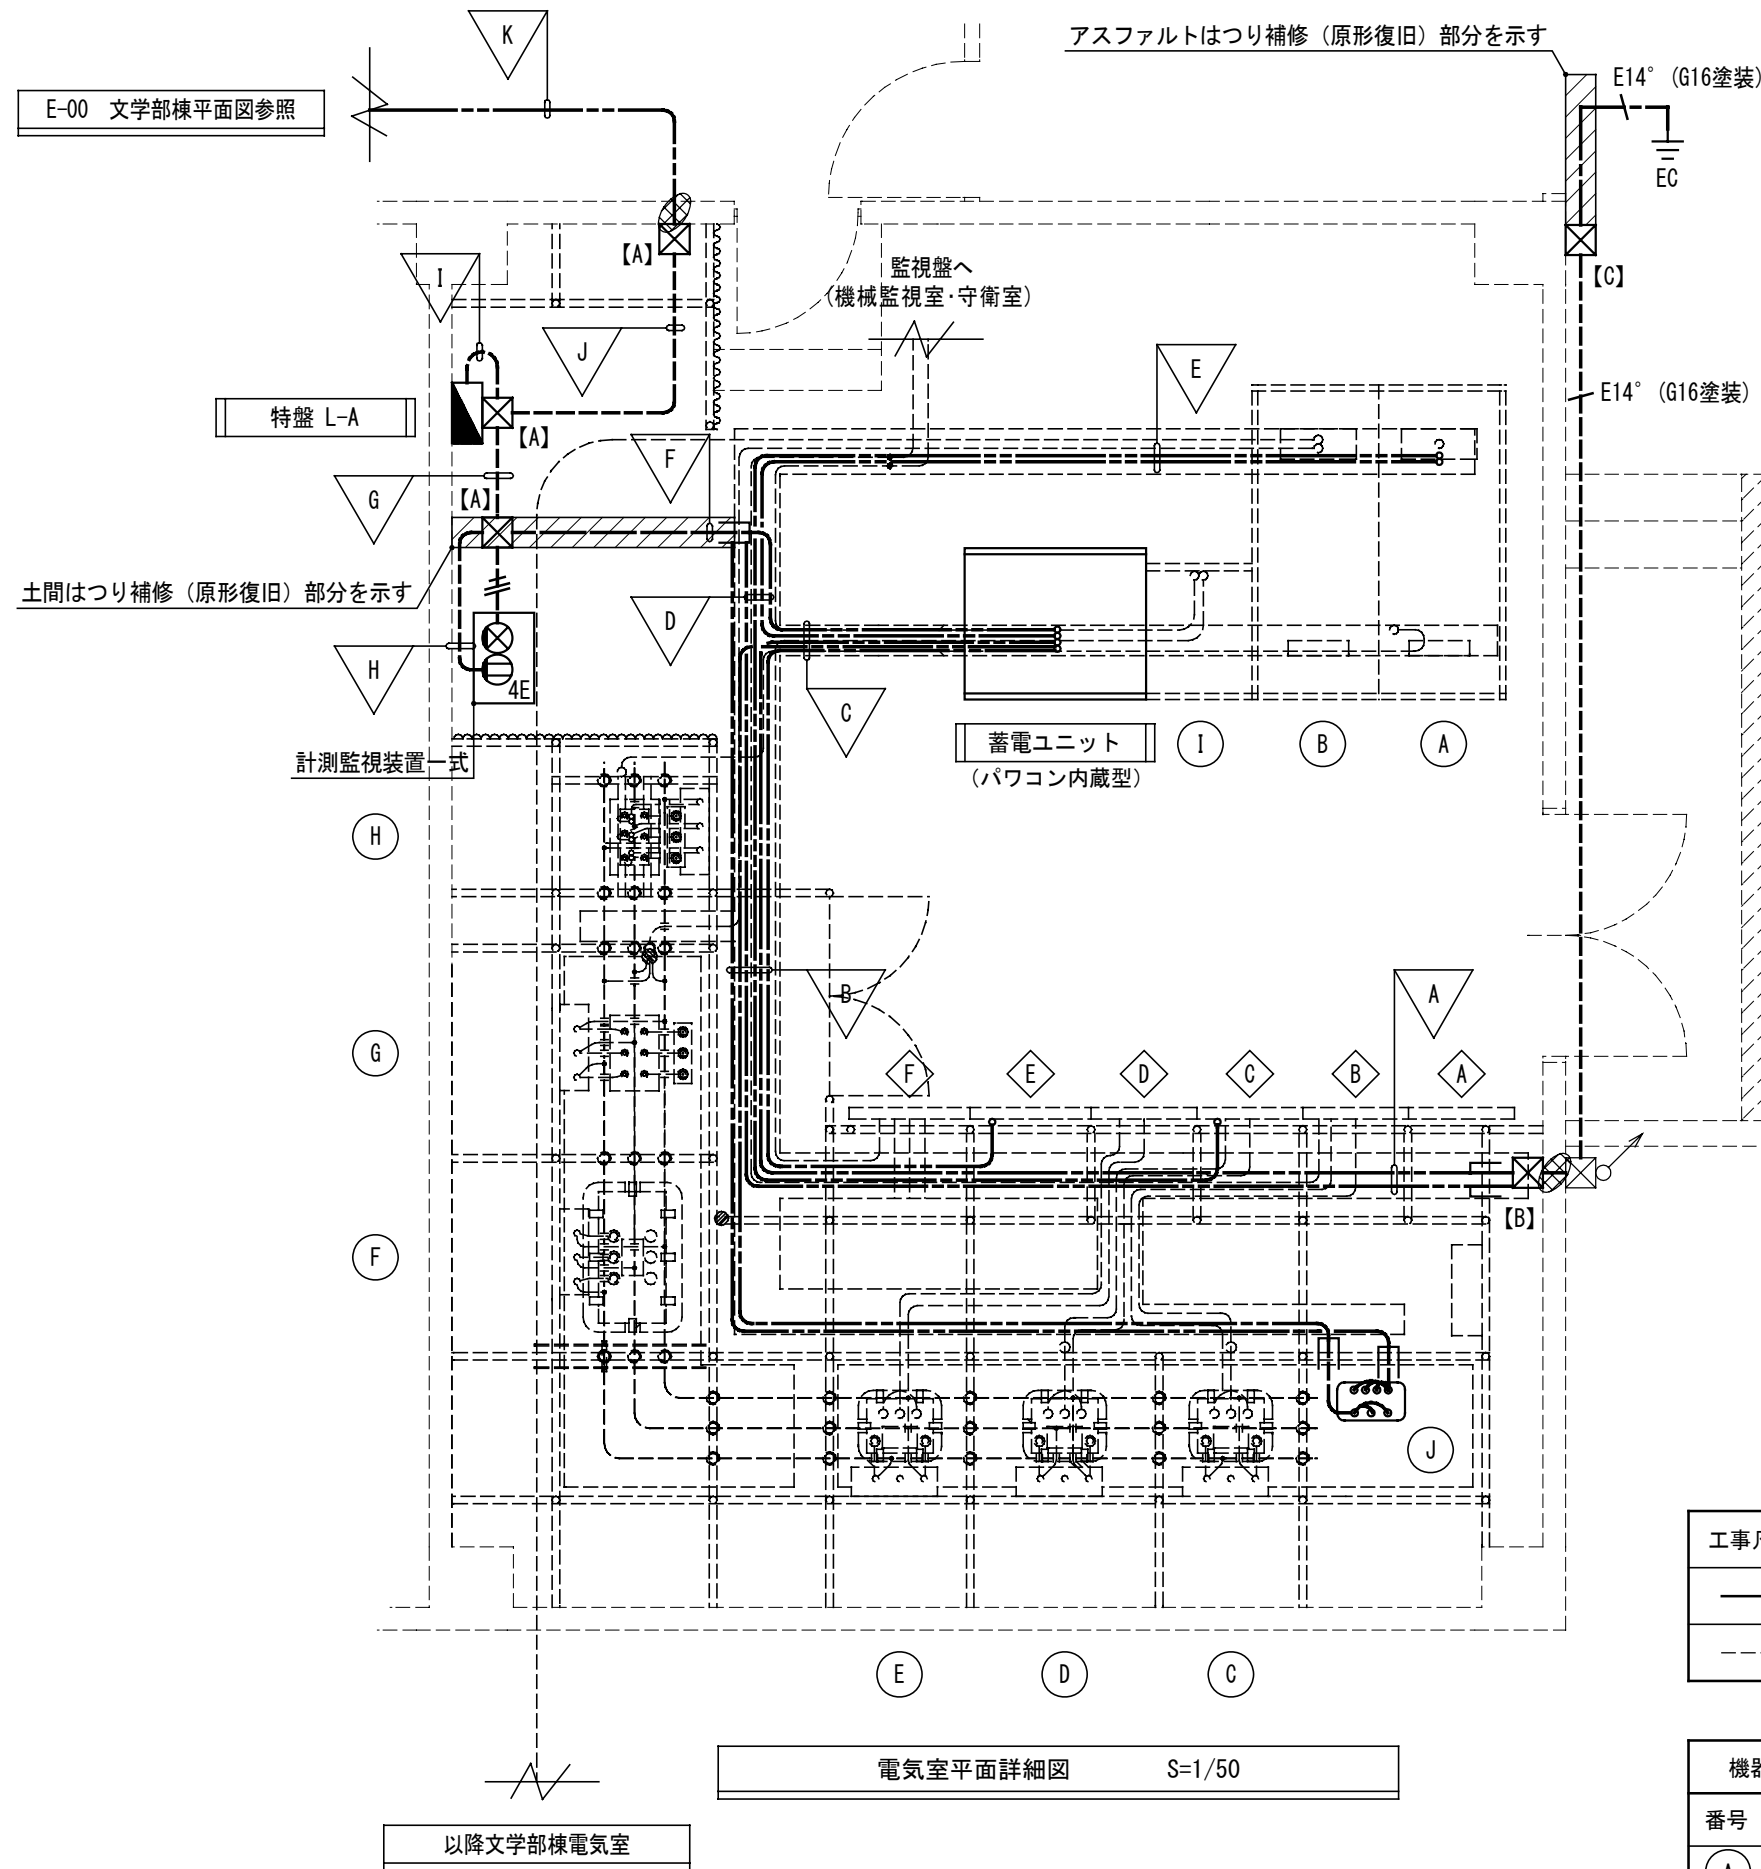 K
アスファルトはつり補修（原形復旧）部分を示す
E14°（G16塗装）
E-00　文学部棟平面図参照
EC
【A】
I
監視盤へ
（機械監視室・守衛室）
【C】
J
E
E14°（G16塗装）
特盤 L-A
【A】
F
G
【A】
土間はつり補修（原形復旧）部分を示す
D
H
4E
C
蓄電ユニット
（パワコン内蔵型）
I
B
A
計測監視装置一式
H
B
A
G
F
E
D
C
B
A
【B】
F
J
E
D
C
電気室平面詳細図　　　S=1/50
以降文学部棟電気室
番号
A